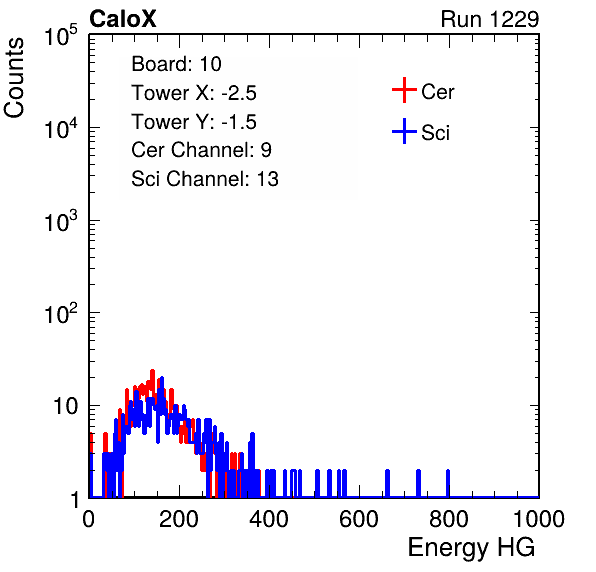 CaloX Run 1229
Counts
10^5
10^4
10^3
10^2
10
1
Board: 10
Tower X: -2.5
Tower Y: -1.5
Cer Channel: 9
Sci Channel: 13
Cer
Sci
0 200 400 600 800 1000
Energy HG